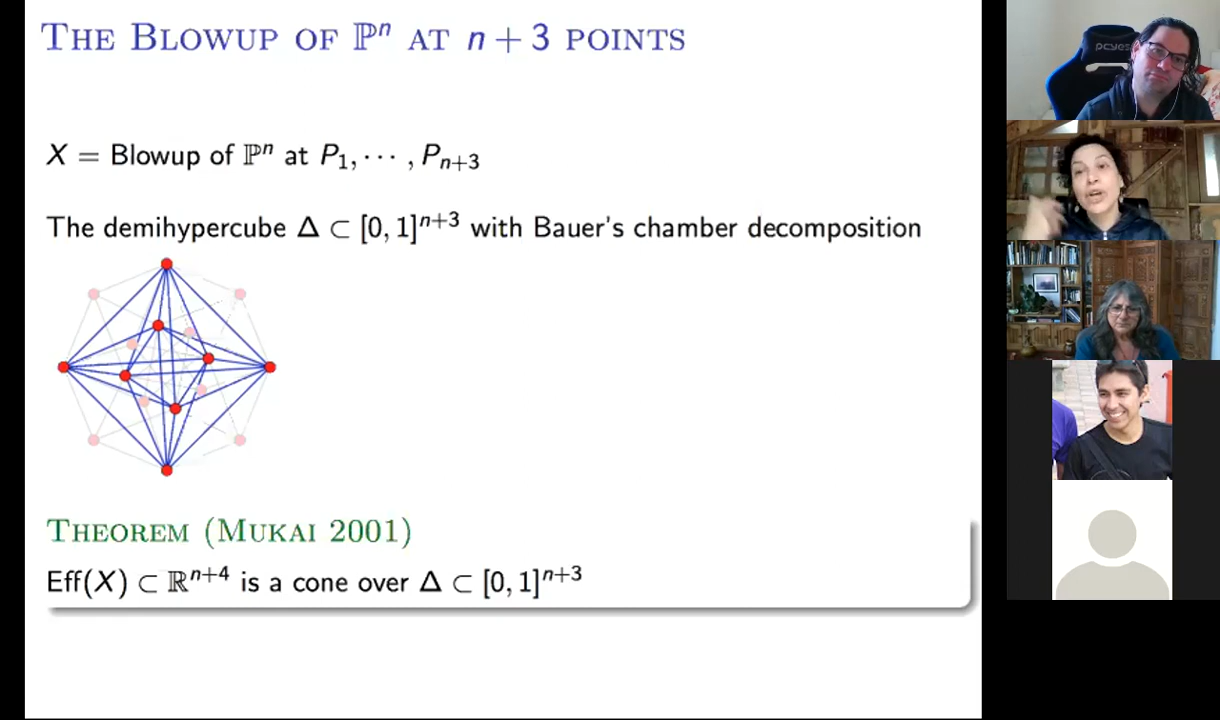 THE BLOWUP OF ℙⁿ AT n + 3 POINTS
X = Blowup of ℙⁿ at P₁, ⋯ , Pₙ₊₃
The demihypercube Δ ⊂ [0, 1]ⁿ⁺³ with Bauer's chamber decomposition
THEOREM (MUKAI 2001)
Eff(X) ⊂ ℝⁿ⁺⁴ is a cone over Δ ⊂ [0, 1]ⁿ⁺³
pcyes